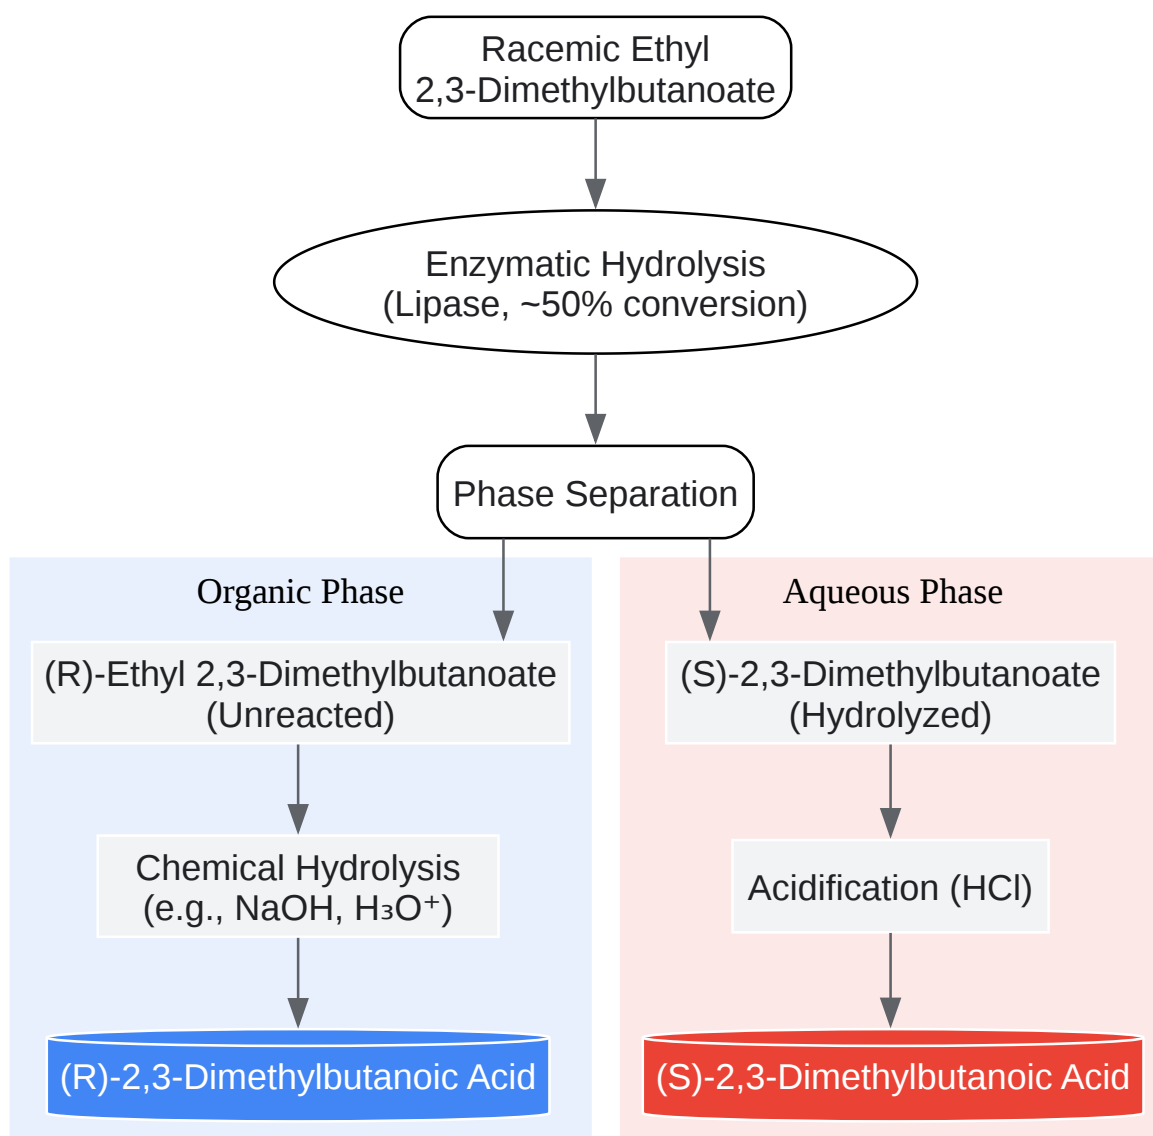 Racemic Ethyl
2,3-Dimethylbutanoate
Enzymatic Hydrolysis
(Lipase, ~50% conversion)
Phase Separation
Organic Phase
(R)-Ethyl 2,3-Dimethylbutanoate
(Unreacted)
Chemical Hydrolysis
(e.g., NaOH, H₃O⁺)
(R)-2,3-Dimethylbutanoic Acid
Aqueous Phase
(S)-2,3-Dimethylbutanoate
(Hydrolyzed)
Acidification (HCl)
(S)-2,3-Dimethylbutanoic Acid